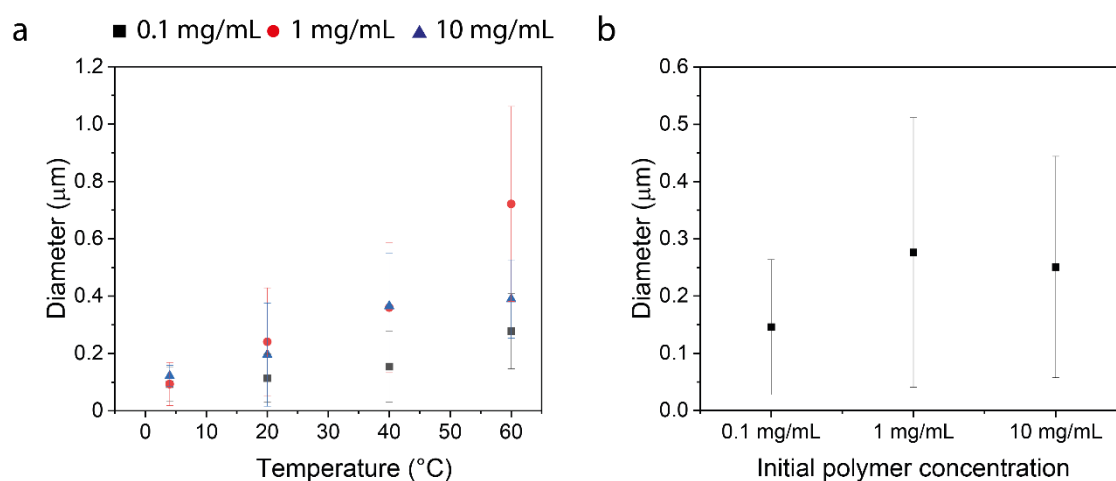 a
0.1 mg/mL 1 mg/mL 10 mg/mL
1.2
1.0
0.8
0.6
0.4
0.2
0
Diameter (μm)
0 10 20 30 40 50 60
Temperature (°C)
b
0.6
0.5
0.4
0.3
0.2
0.1
0.0
Diameter (μm)
0.1 mg/mL 1 mg/mL 10 mg/mL
Initial polymer concentration